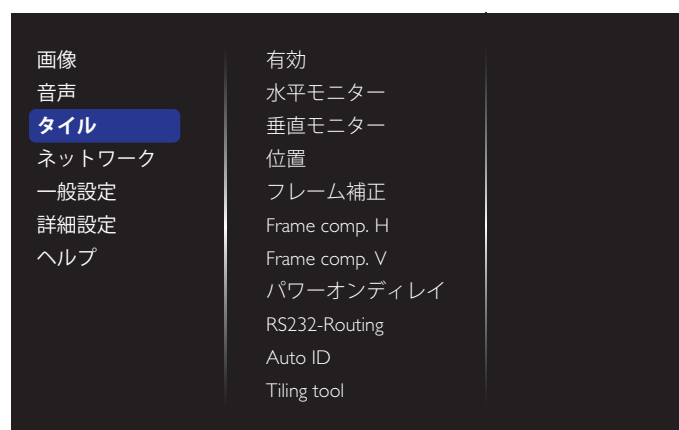 画像
音声
タイル
ネットワーク
一般設定
詳細設定
ヘルプ
有効
水平モニター
垂直モニター
位置
フレーム補正
Frame comp. H
Frame comp. V
パワーオンディレイ
RS232-Routing
Auto ID
Tiling tool